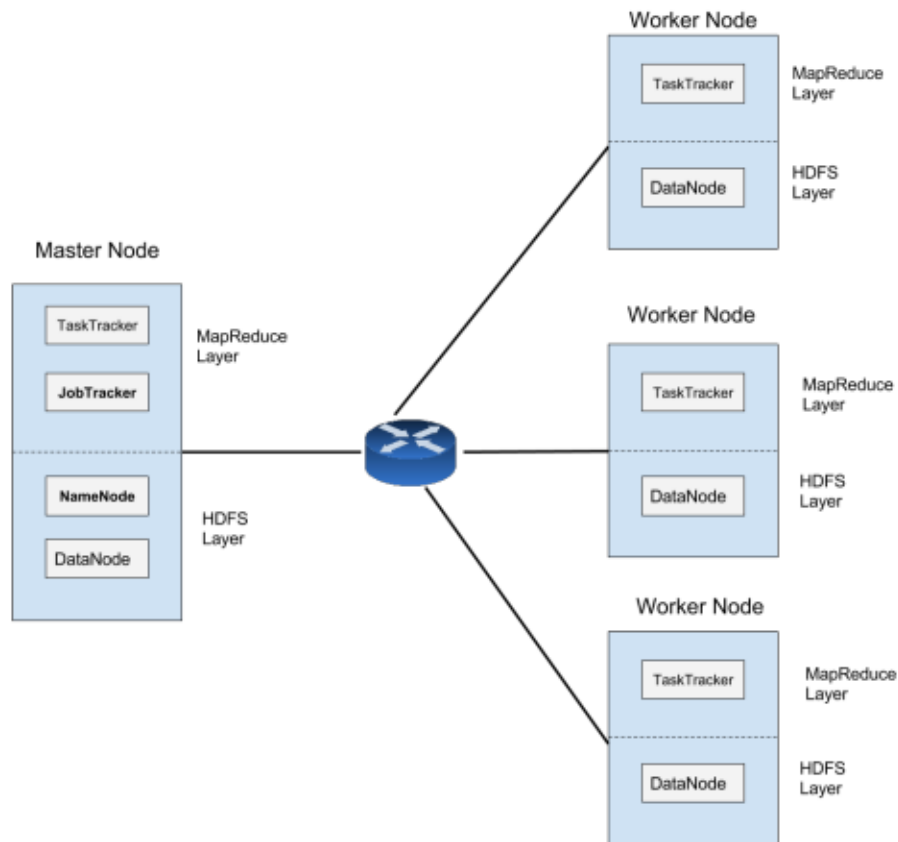 Worker Node
TaskTracker
MapReduce
Layer
DataNode
HDFS
Layer
Master Node
TaskTracker
JobTracker
MapReduce
Layer
NameNode
DataNode
HDFS
Layer
Worker Node
TaskTracker
MapReduce
Layer
DataNode
HDFS
Layer
Worker Node
TaskTracker
MapReduce
Layer
DataNode
HDFS
Layer